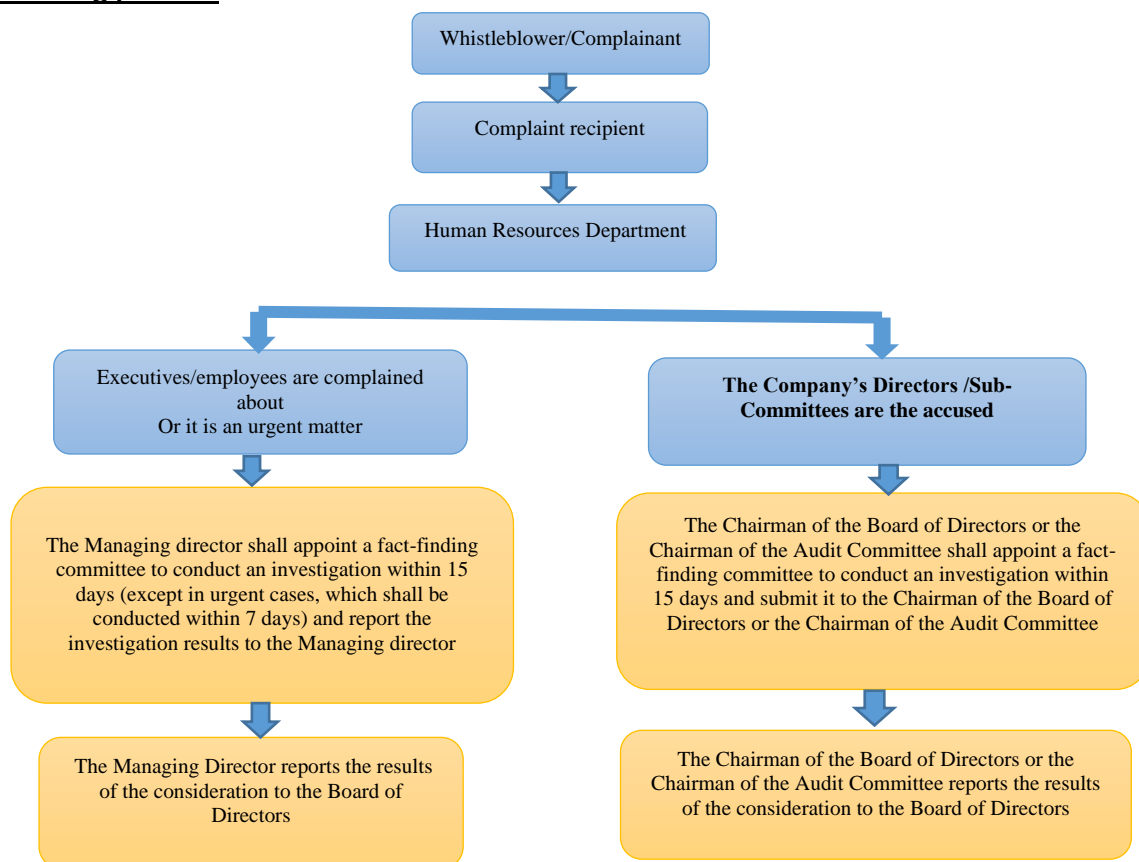 Whistleblower/Complainant
Complaint recipient
Human Resources Department
Executives/employees are complained
about
Or it is an urgent matter
The Company’s Directors /Sub-
Committees are the accused
The Managing director shall appoint a fact-finding
committee to conduct an investigation within 15
days (except in urgent cases, which shall be
conducted within 7 days) and report the
investigation results to the Managing director
The Chairman of the Board of Directors or the
Chairman of the Audit Committee shall appoint a fact-
finding committee to conduct an investigation within
15 days and submit it to the Chairman of the Board of
Directors or the Chairman of the Audit Committee
The Managing Director reports the results
of the consideration to the Board of
Directors
The Chairman of the Board of Directors or the
Chairman of the Audit Committee reports the results
of the consideration to the Board of Directors